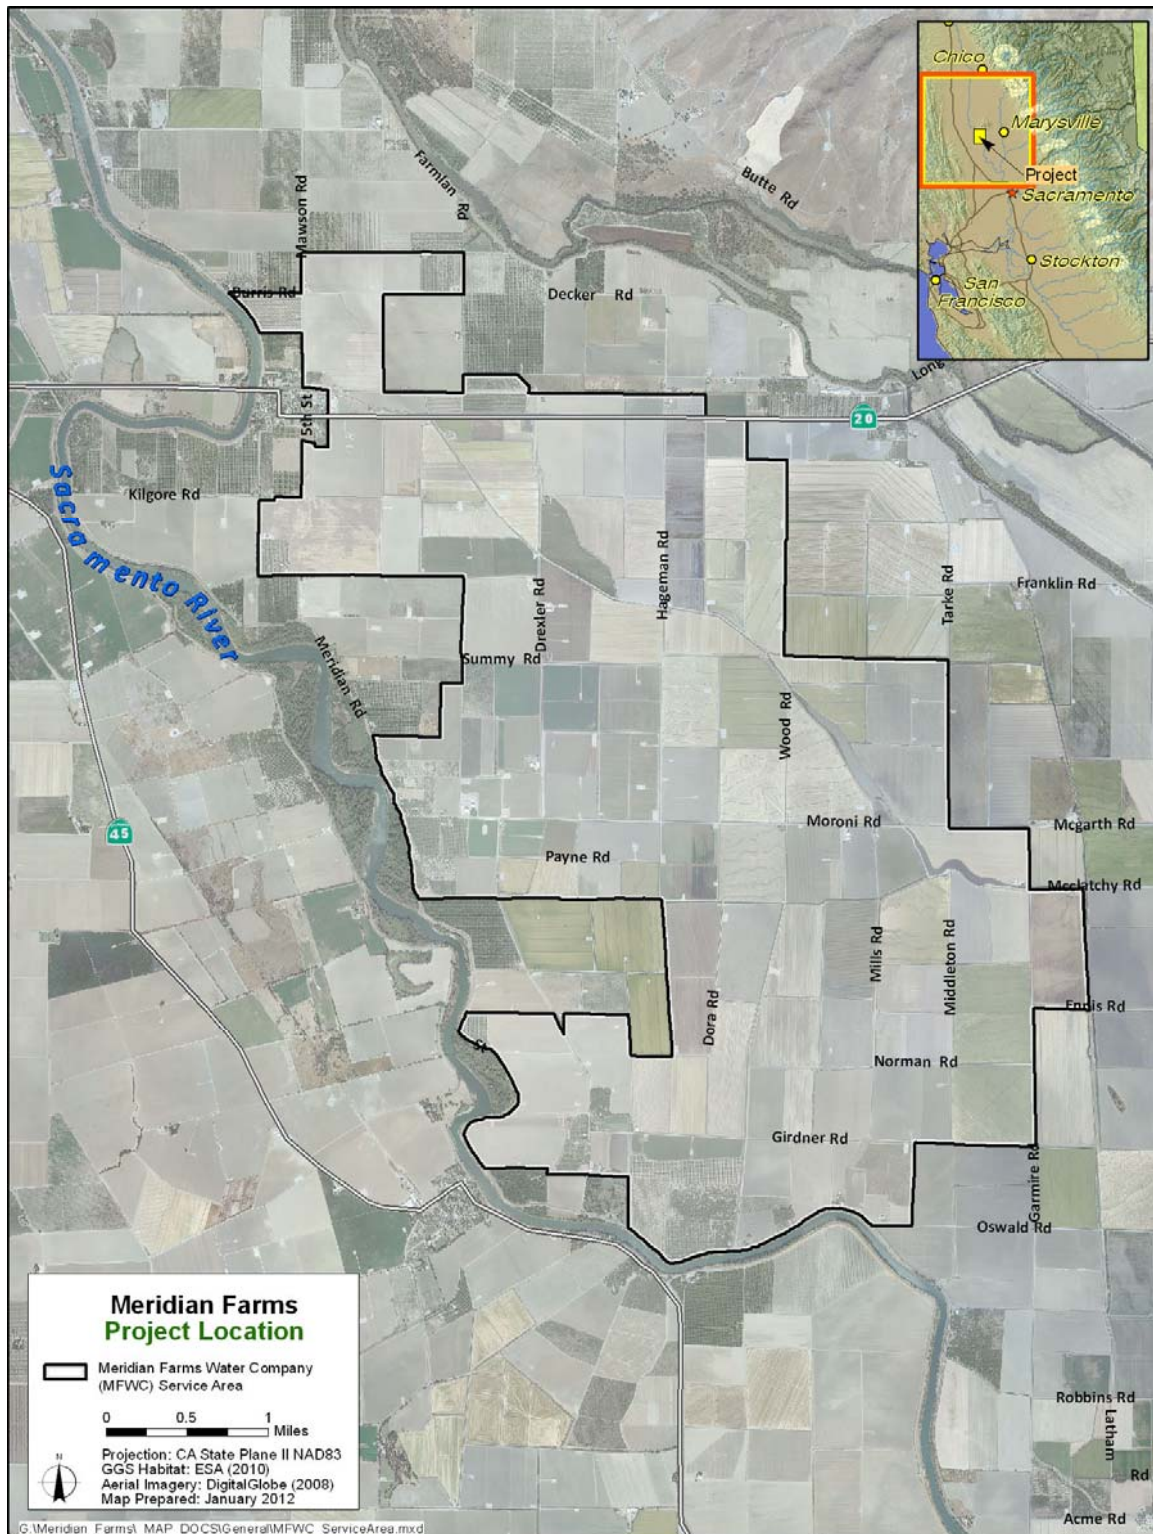 Chico
Marysville
Project
Sacramento
Stockton
San
Francisco
Farmlan Rd
Butte Rd
Mawson Rd
Burris Rd
Decker Rd
Long
20
5th St
Kilgore Rd
Sacramento River
Hageman Rd
Tarke Rd
Franklin Rd
Drexler Rd
Meridian Rd
Summy Rd
Wood Rd
45
Moroni Rd
Mcgarth Rd
Payne Rd
Mcclatchy Rd
Mills Rd
Middleton Rd
Dora Rd
Ennis Rd
St
Norman Rd
Girdner Rd
Garmire Rd
Oswald Rd
Meridian Farms
Project Location
Meridian Farms Water Company
(MFWC) Service Area
0 0.5 1
Miles
N
Projection: CA State Plane II NAD83
GGS Habitat: ESA (2010)
Aerial Imagery: DigitalGlobe (2008)
Map Prepared: January 2012
Robbins Rd
Latham
Rd
Acme Rd
G:\Meridian Farms\_MAP_DOCS\General\MFWC_ServiceArea.mxd